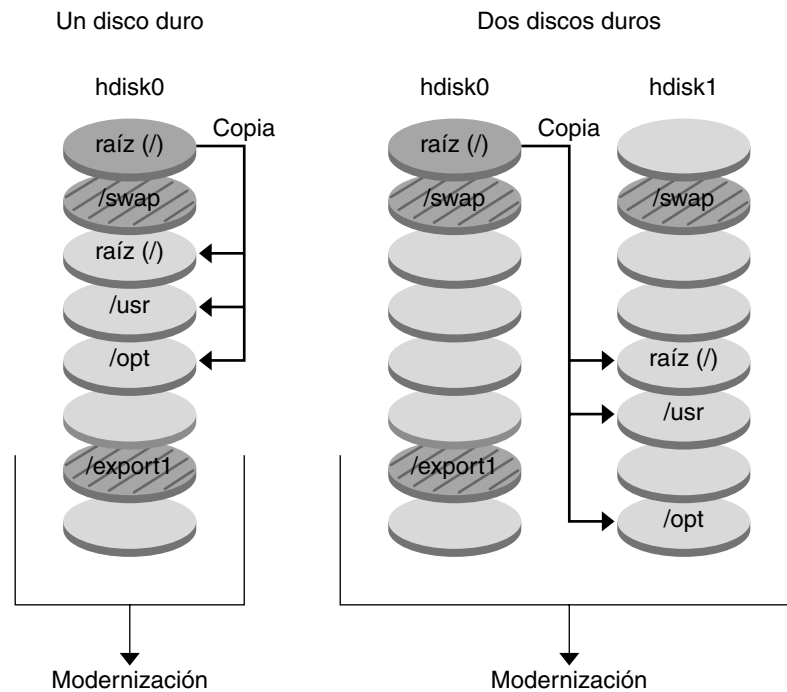 Un disco duro
hdisk0
raíz (/)
Copia
/swap
raíz (/)
/usr
/opt
/export1
Modernización
Dos discos duros
hdisk0
hdisk1
raíz (/)
Copia
/swap
/swap
raíz (/)
/usr
/export1
/opt
Modernización